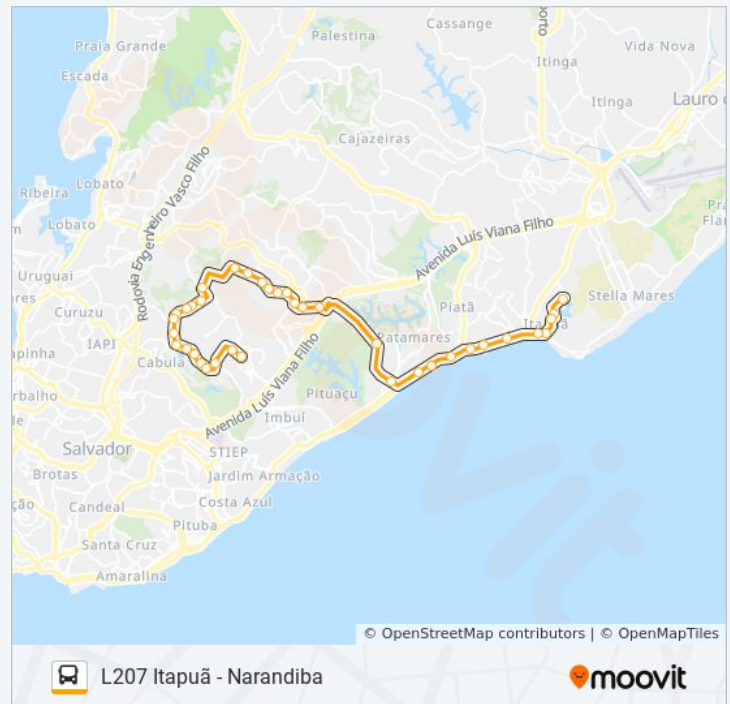 Praia Grande
Escada
Palestina
Cassange
orto
Vida Nova
Itinga
Itinga
Lauro
Cajazeiras
Lobato
Ribeira
Lobato
Rodovia Engenheiro Vasco Filho
Avenida Luís Viana Filho
Uruguai
Curuzu
IAPI
Cabula
Piatã
Stella Mares
Patamares
Pituaçu
Avenida Luís Viana Filho
Imbuí
Salvador
STIEP
Brotas
Jardim Armação
Candeal
Costa Azul
Pituba
Santa Cruz
Amaralina
© OpenStreetMap contributors | © OpenMapTiles
L207 Itapuã - Narandiba
moovit